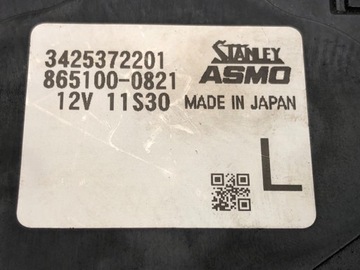 3425372201
STANLEY
865100-0821
ASMO
12V 11S30
MADE IN JAPAN
L